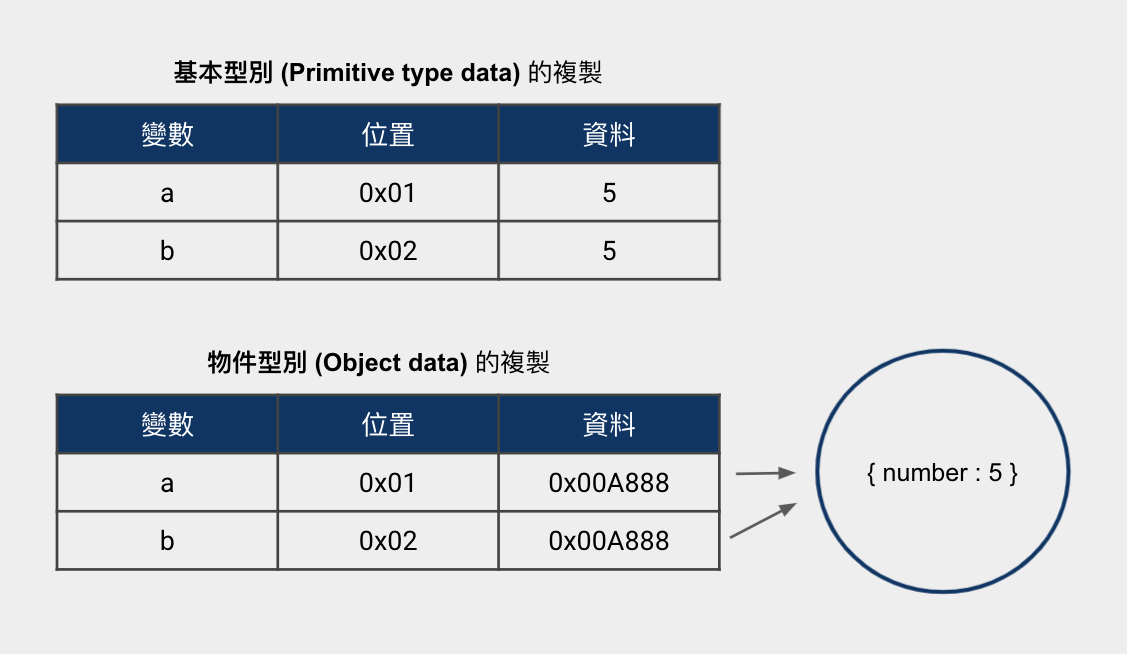 基本型別 (Primitive type data) 的複製
變數 位置 資料
a 0x01 5
b 0x02 5
物件型別 (Object data) 的複製
變數 位置 資料
a 0x01 0x00A888
b 0x02 0x00A888
{ number : 5 }